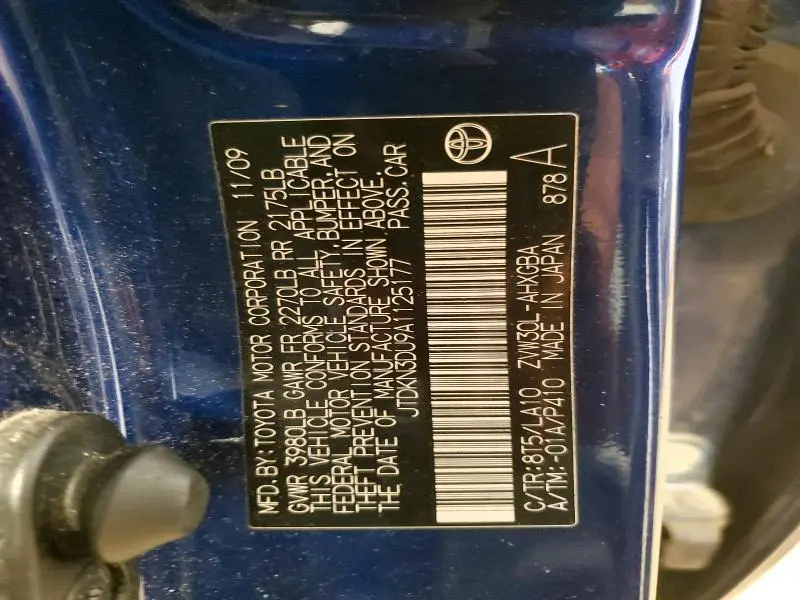 MFD. BY: TOYOTA MOTOR CORPORATION 11/09
GVWR 3980LB GAWR FR 2270LB RR 2175LB
THIS VEHICLE CONFORMS TO ALL APPLICABLE
FEDERAL MOTOR VEHICLE SAFETY, BUMPER, AND
THEFT PREVENTION STANDARDS IN EFFECT ON
THE DATE OF MANUFACTURE SHOWN ABOVE.
JTDKN3DU9A1125177 PASS. CAR
C/TR:8T5/LA10 ZVW30L-AHXGBA
A/TM:-01A/P410 MADE IN JAPAN 878 A